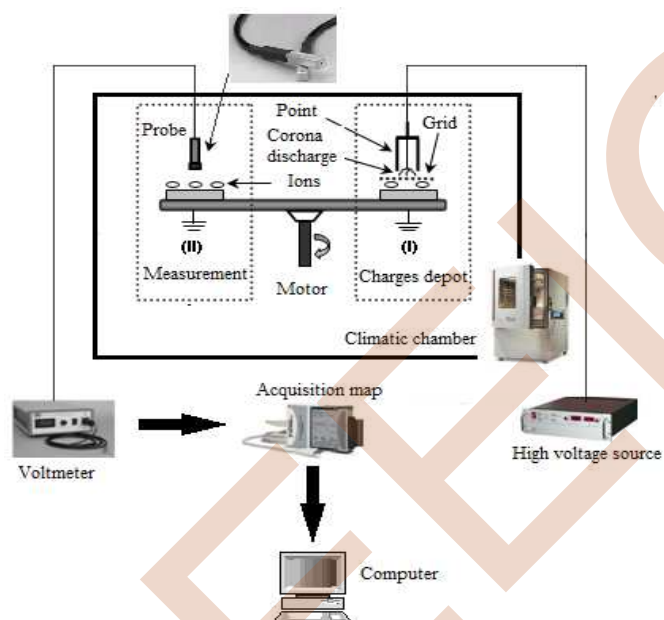 Point
Grid
Probe
Corona
discharge
Ions
(II)
(I)
Measurement
Motor
Charges depot
Climatic chamber
Acquisition map
Voltmeter
High voltage source
Computer